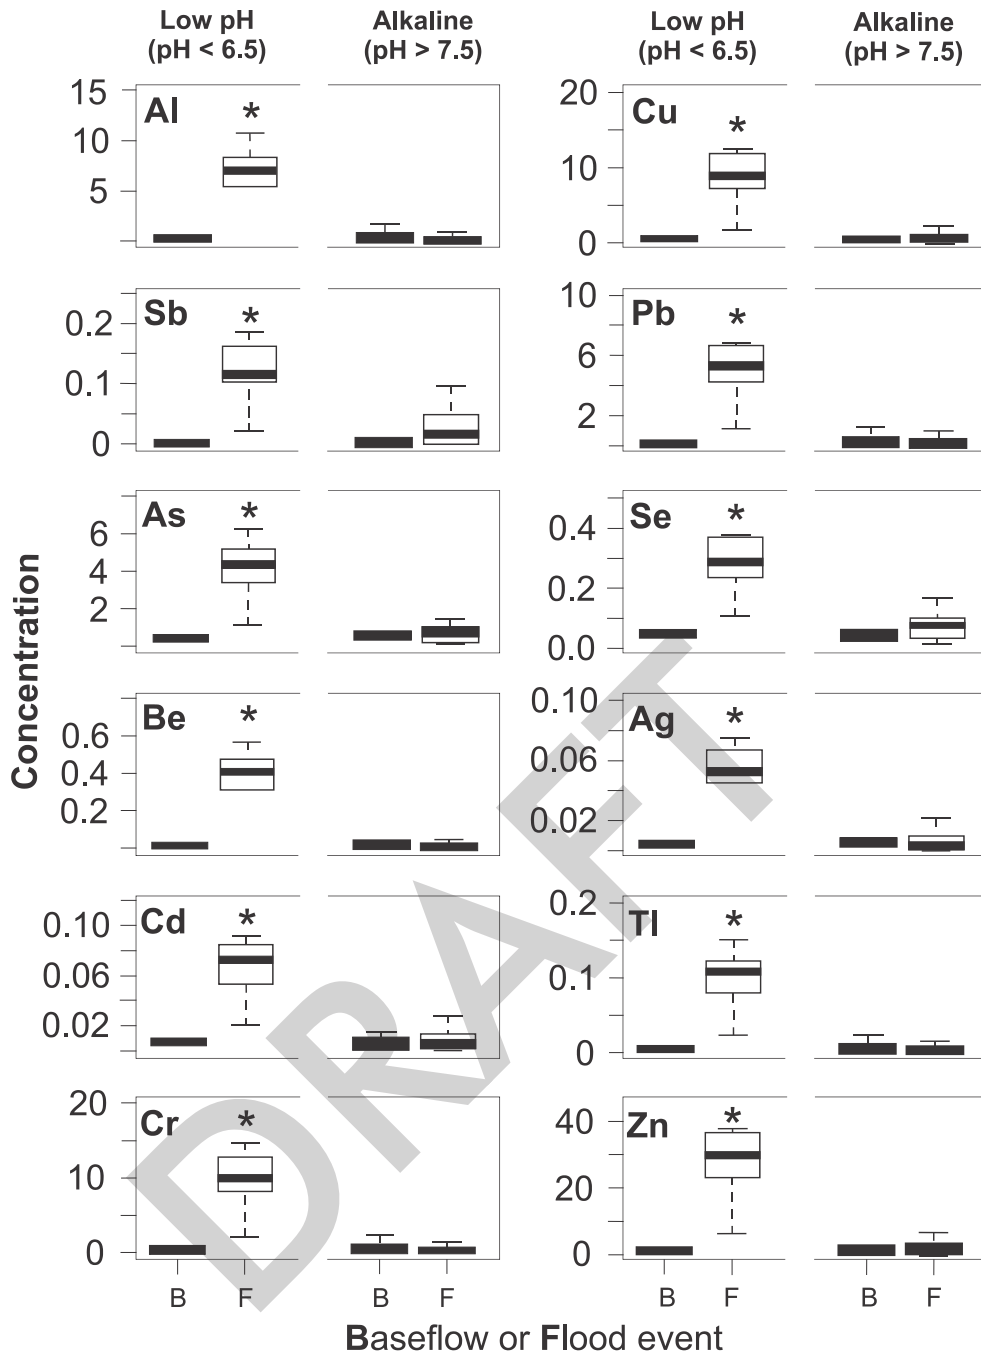 Low pH
(pH < 6.5)
Alkaline
(pH > 7.5)
Low pH
(pH < 6.5)
Alkaline
(pH > 7.5)
Al
*
15
10
5
Cu
*
20
10
0
Sb
*
0.2
0.1
0
Pb
*
10
6
2
As
*
6
4
2
Se
*
0.4
0.2
0.0
Be
*
0.6
0.4
0.2
Ag
*
0.10
0.06
0.02
Cd
*
0.10
0.06
0.02
Tl
*
0.2
0.1
0
Cr
*
20
10
0
Zn
*
40
20
0
B F B F B F B F
Concentration
Baseflow or Flood event
DRAFT